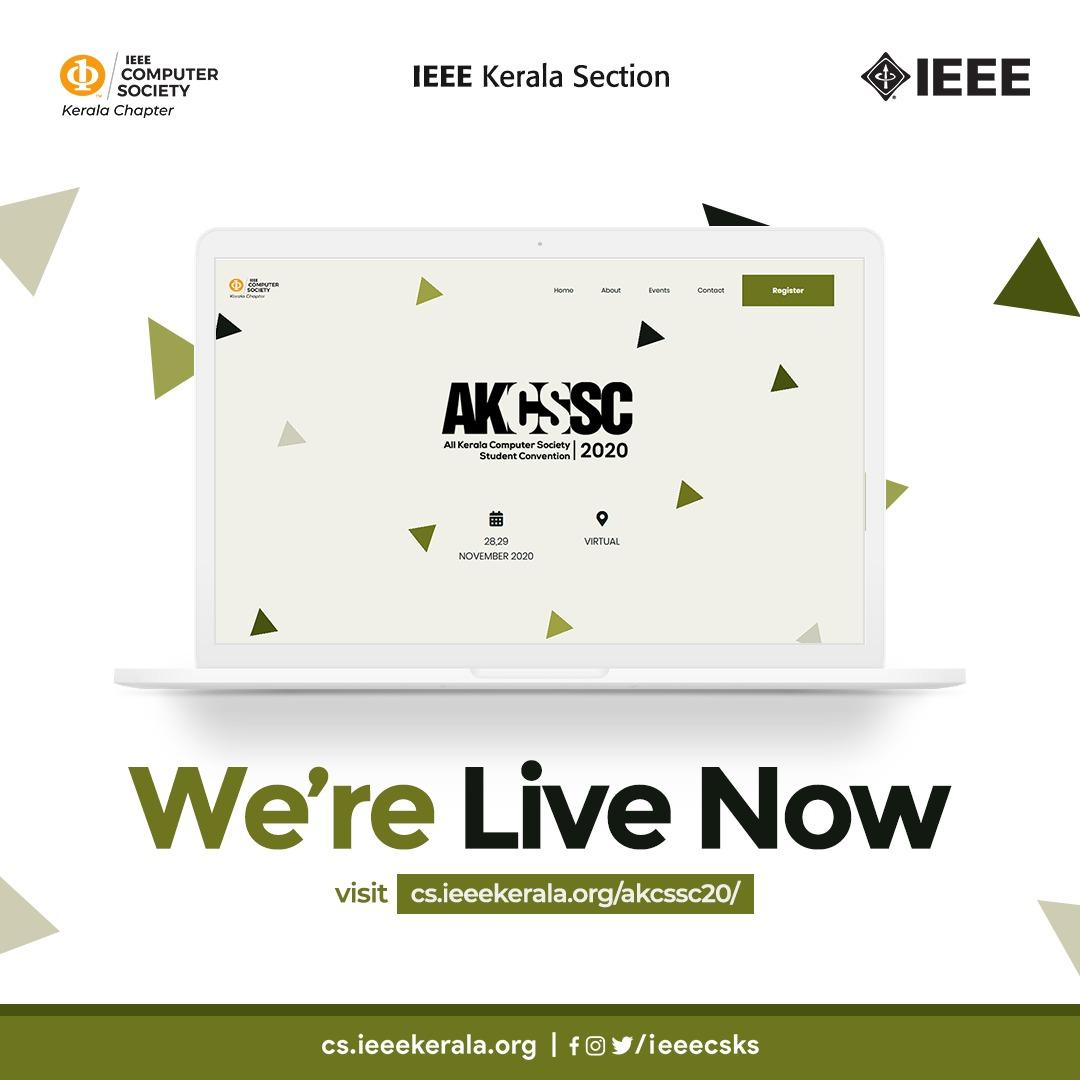 IEEE
COMPUTER
SOCIETY
Kerala Chapter
IEEE Kerala Section
IEEE
IEEE
COMPUTER
SOCIETY
Kerala Chapter
Home About Events Contact Register
AKCSSC
All Kerala Computer Society
Student Convention | 2020
28,29
NOVEMBER 2020
VIRTUAL
We're Live Now
visit cs.ieeekerala.org/akcssc20/
cs.ieeekerala.org | /ieeecsks